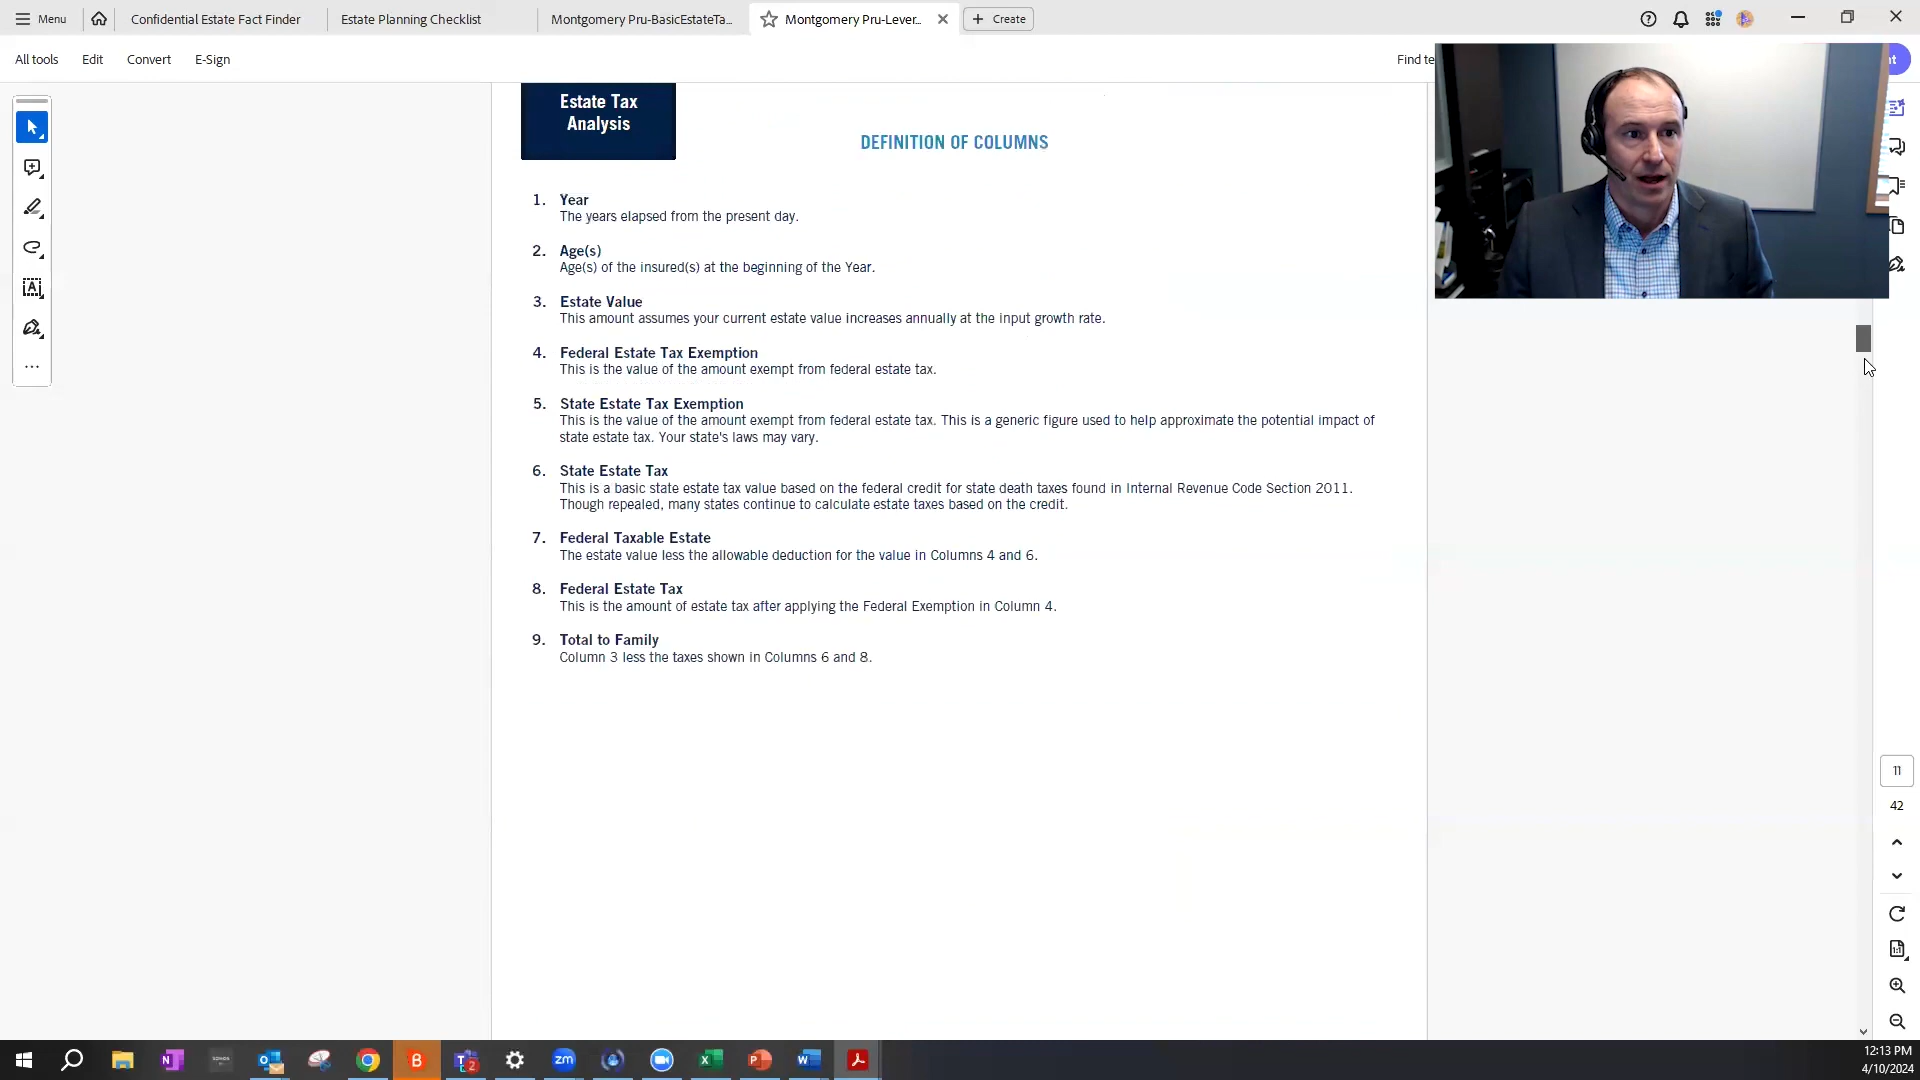 Menu
Confidential Estate Fact Finder
Estate Planning Checklist
Montgomery Pru-BasicEstateTa...
Montgomery Pru-Lever...
Create
All tools
Edit
Convert
E-Sign
Find te
nt
Estate Tax
Analysis
DEFINITION OF COLUMNS
1. Year
The years elapsed from the present day.
2. Age(s)
Age(s) of the insured(s) at the beginning of the Year.
3. Estate Value
This amount assumes your current estate value increases annually at the input growth rate.
4. Federal Estate Tax Exemption
This is the value of the amount exempt from federal estate tax.
5. State Estate Tax Exemption
This is the value of the amount exempt from federal estate tax. This is a generic figure used to help approximate the potential impact of
state estate tax. Your state's laws may vary.
6. State Estate Tax
This is a basic state estate tax value based on the federal credit for state death taxes found in Internal Revenue Code Section 2011.
Though repealed, many states continue to calculate estate taxes based on the credit.
7. Federal Taxable Estate
The estate value less the allowable deduction for the value in Columns 4 and 6.
8. Federal Estate Tax
This is the amount of estate tax after applying the Federal Exemption in Column 4.
9. Total to Family
Column 3 less the taxes shown in Columns 6 and 8.
11
42
12:13 PM
4/10/2024